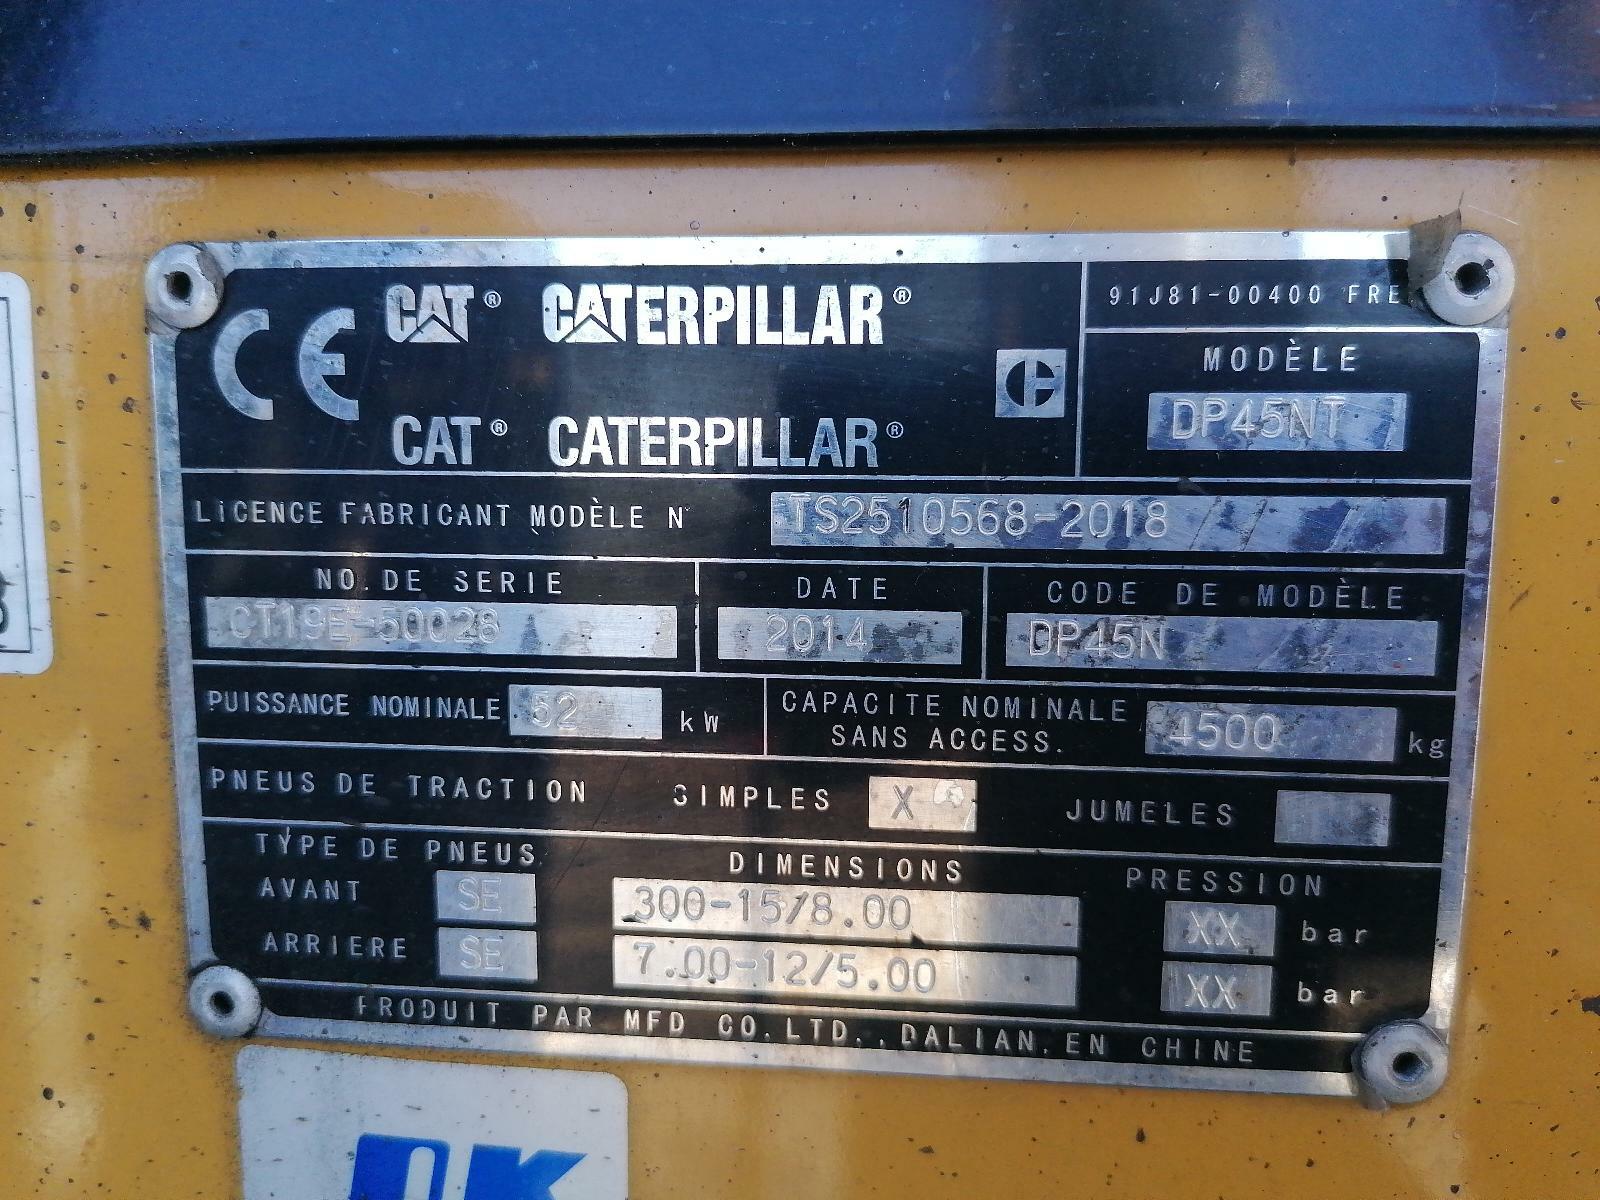 CE CAT® CATERPILLAR®
CAT® CATERPILLAR®
91J81-00400 FRE
MODÈLE
DP45NT
LICENCE FABRICANT MODÈLE N° TS2510568-2018
NO. DE SERIE
CT19E-50028
DATE
2014
CODE DE MODÈLE
DP45N
PUISSANCE NOMINALE 52 kW
CAPACITE NOMINALE
SANS ACCESS. 4500 kg
PNEUS DE TRACTION SIMPLES X JUMELES
TYPE DE PNEUS DIMENSIONS PRESSION
AVANT SE 300-15/8.00 XX bar
ARRIERE SE 7.00-12/5.00 XX bar
PRODUIT PAR MFD CO.LTD., DALIAN, EN CHINE